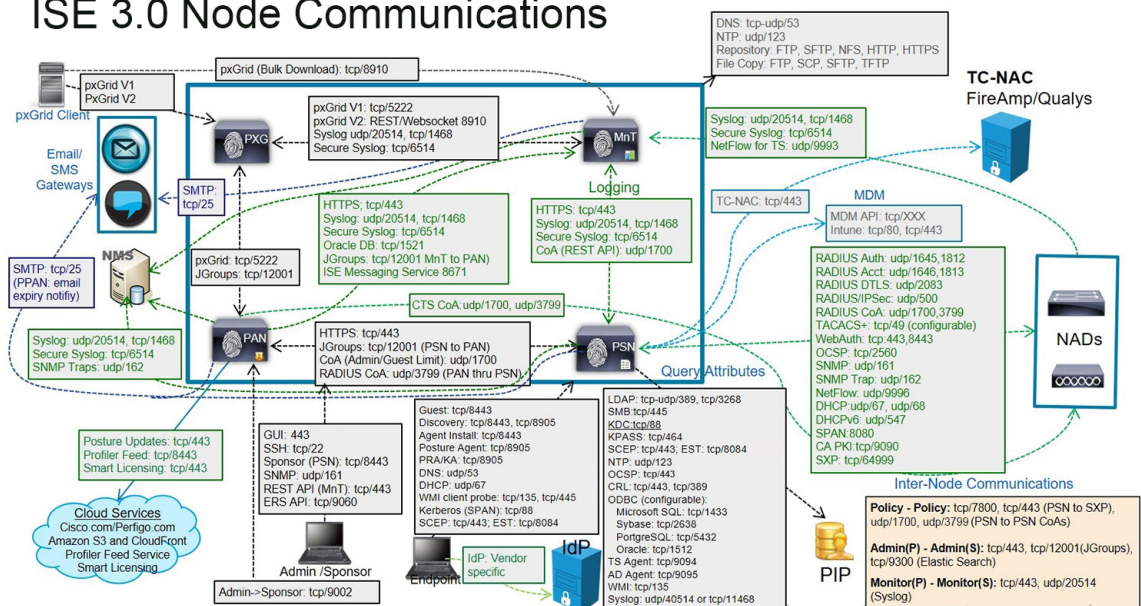 ISE 3.0 Node Communications
DNS: tcp-udp/53
NTP: udp/123
Repository: FTP, SFTP, NFS, HTTP, HTTPS
File Copy: FTP, SCP, SFTP, TFTP
pxGrid (Bulk Download): tcp/8910
pxGrid V1
PxGrid V2
pxGrid Client
TC-NAC
FireAmp/Qualys
PXG
pxGrid V1: tcp/5222
pxGrid V2: REST/Websocket 8910
Syslog udp/20514, tcp/1468
Secure Syslog: tcp/6514
MnT
Syslog: udp/20514, tcp/1468
Secure Syslog: tcp/6514
NetFlow for TS: udp/9993
Email/
SMS
Gateways
SMTP:
tcp/25
Logging
HTTPS: tcp/443
Syslog: udp/20514, tcp/1468
Secure Syslog: tcp/6514
Oracle DB: tcp/1521
JGroups: tcp/12001 MnT to PAN)
ISE Messaging Service 8671
HTTPS: tcp/443
Syslog: udp/20514, tcp/1468
Secure Syslog: tcp/6514
CoA (REST API): udp/1700
TC-NAC: tcp/443
MDM
MDM API: tcp/XXX
Intune: tcp/80, tcp/443
NMS
pxGrid: tcp/5222
JGroups: tcp/12001
SMTP: tcp/25
(PPAN: email
expiry notifiy)
RADIUS Auth: udp/1645,1812
RADIUS Acct: udp/1646,1813
RADIUS DTLS: udp/2083
RADIUS/IPSec: udp/500
RADIUS CoA: udp/1700,3799
TACACS+: tcp/49 (configurable)
WebAuth: tcp:443,8443
OCSP: tcp/2560
SNMP: udp/161
SNMP Trap: udp/162
NetFlow: udp/9996
DHCP:udp/67, udp/68
DHCPv6: udp/547
SPAN:8080
CA PKI:tcp/9090
SXP: tcp/64999
NADs
CTS CoA:udp/1700, udp/3799
Syslog: udp/20514, tcp/1468
Secure Syslog: tcp/6514
SNMP Traps: udp/162
PAN
HTTPS: tcp/443
JGroups: tcp/12001 (PSN to PAN)
CoA (Admin/Guest Limit): udp/1700
RADIUS CoA: udp/3799 (PAN thru PSN)
PSN
Query Attributes
Posture Updates: tcp/443
Profiler Feed: tcp/8443
Smart Licensing: tcp/443
GUI: 443
SSH: tcp/22
Sponsor (PSN): tcp/8443
SNMP: udp/161
REST API (MnT): tcp/443
ERS API: tcp/9060
Guest: tcp/8443
Discovery: tcp/8443, tcp/8905
Agent Install: tcp/8443
Posture Agent: tcp/8905
PRA/KA: tcp/8905
DNS: udp/53
DHCP: udp/67
WMI client probe: tcp/135, tcp/445
Kerberos (SPAN): tcp/88
SCEP: tcp/443; EST: tcp/8084
LDAP: tcp-udp/389, tcp/3268
SMB:tcp/445
KDC:tcp/88
KPASS: tcp/464
SCEP: tcp/443; EST: tcp/8084
NTP: udp/123
OCSP: tcp/443
CRL: tcp/443, tcp/389
ODBC (configurable):
Microsoft SQL: tcp/1433
Sybase: tcp/2638
PortgreSQL: tcp/5432
Oracle: tcp/1512
TS Agent: tcp/9094
AD Agent: tcp/9095
WMI: tcp/135
Syslog: udp/40514 or tcp/11468
Cloud Services
Cisco.com/Perfigo.com
Amazon S3 and CloudFront
Profiler Feed Service
Smart Licensing
Admin /Sponsor
Admin->Sponsor: tcp/9002
Endpoint
IdP: Vendor
specific
IdP
PIP
Inter-Node Communications
Policy - Policy: tcp/7800, tcp/443 (PSN to SXP),
udp/1700, udp/3799 (PSN to PSN CoAs)
Admin(P) - Admin(S): tcp/443, tcp/12001(JGroups),
tcp/9300 (Elastic Search)
Monitor(P) - Monitor(S): tcp/443, udp/20514
(Syslog)